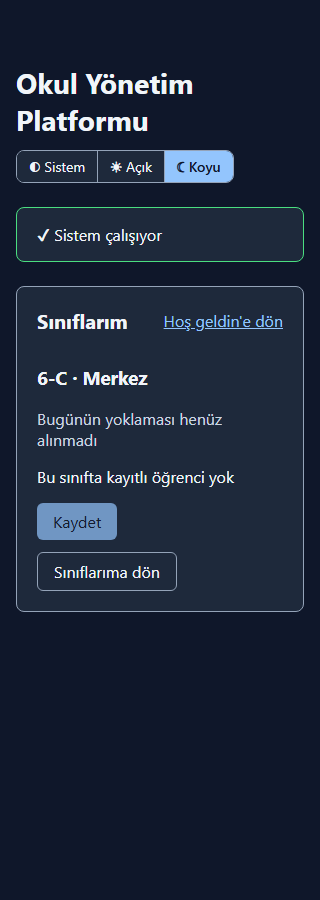 Okul Yönetim
Platformu
Sistem Açık Koyu
✓ Sistem çalışıyor
Sınıflarım Hoş geldin'e dön
6-C · Merkez
Bugünün yoklaması henüz
alınmadı
Bu sınıfta kayıtlı öğrenci yok
Kaydet
Sınıflarıma dön